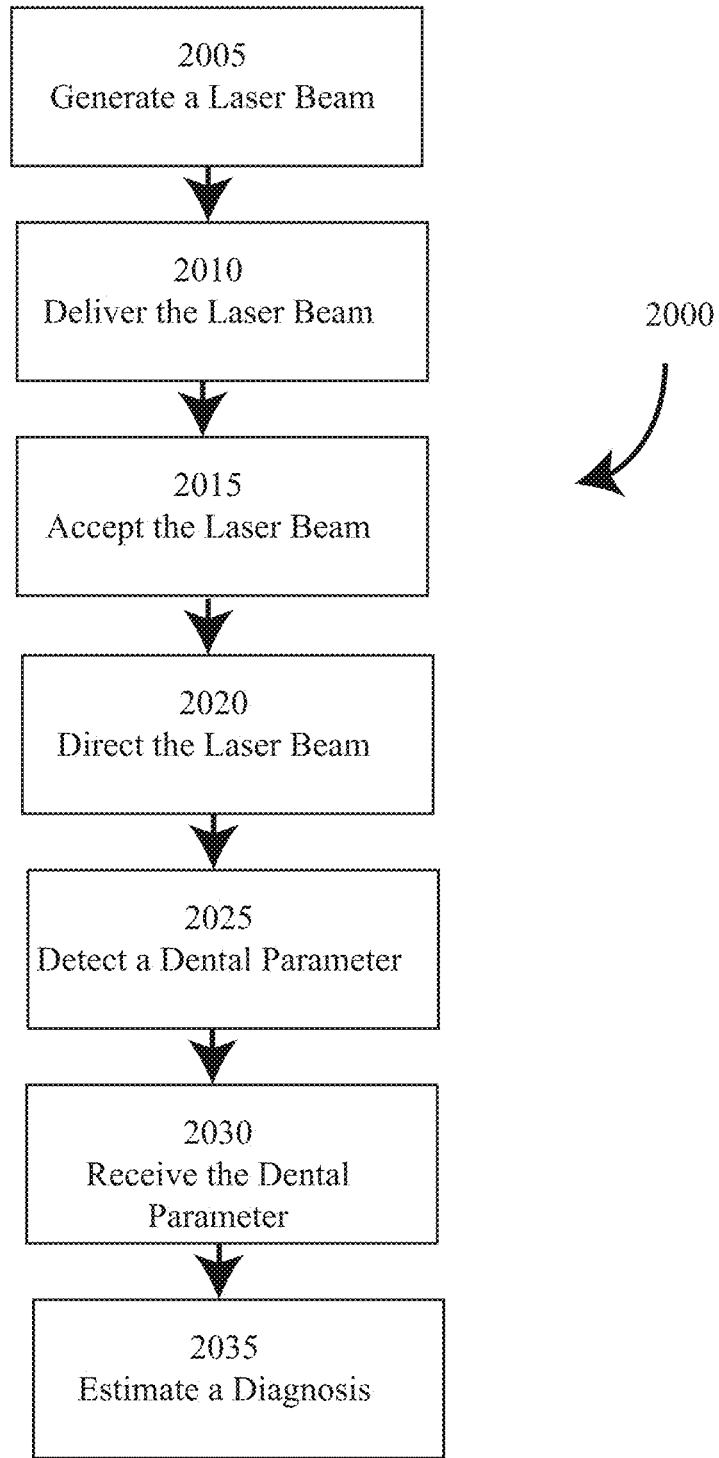 2005
Generate a Laser Beam
2010
Deliver the Laser Beam
2000
2015
Accept the Laser Beam
2020
Direct the Laser Beam
2025
Detect a Dental Parameter
2030
Receive the Dental
Parameter
2035
Estimate a Diagnosis